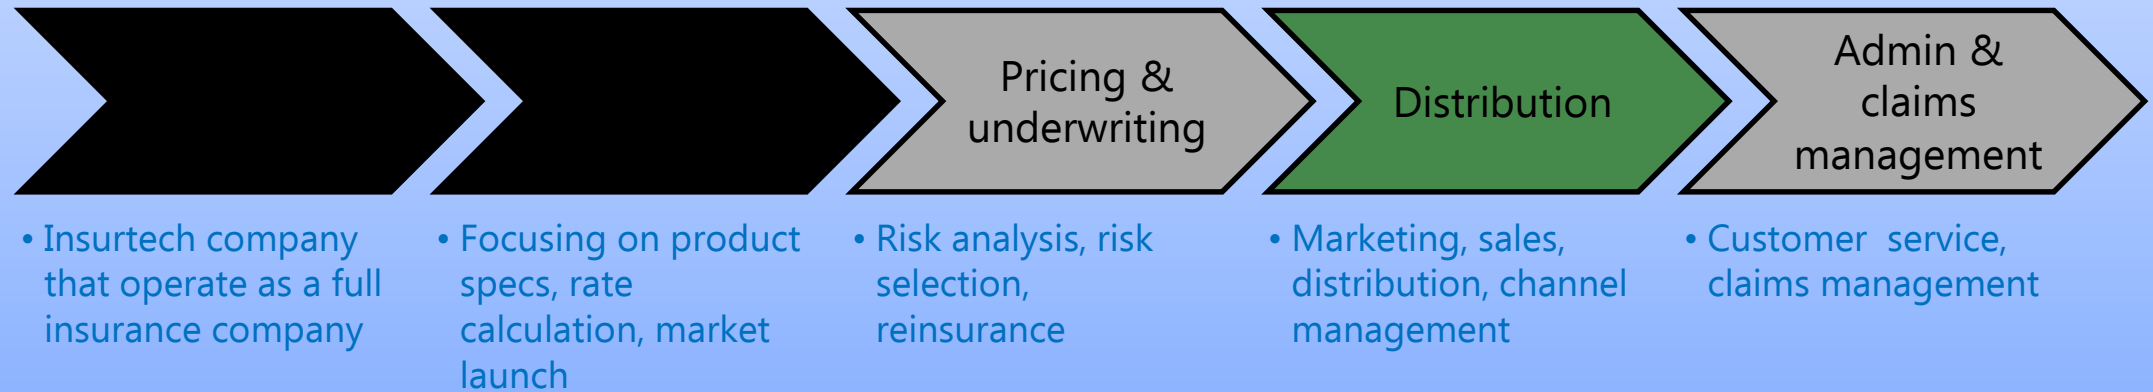 Pricing &
underwriting
Distribution
Admin &
claims
management
• Insurtech company
that operate as a full
insurance company
• Focusing on product
specs, rate
calculation, market
launch
• Risk analysis, risk
selection,
reinsurance
• Marketing, sales,
distribution, channel
management
• Customer  service,
claims management